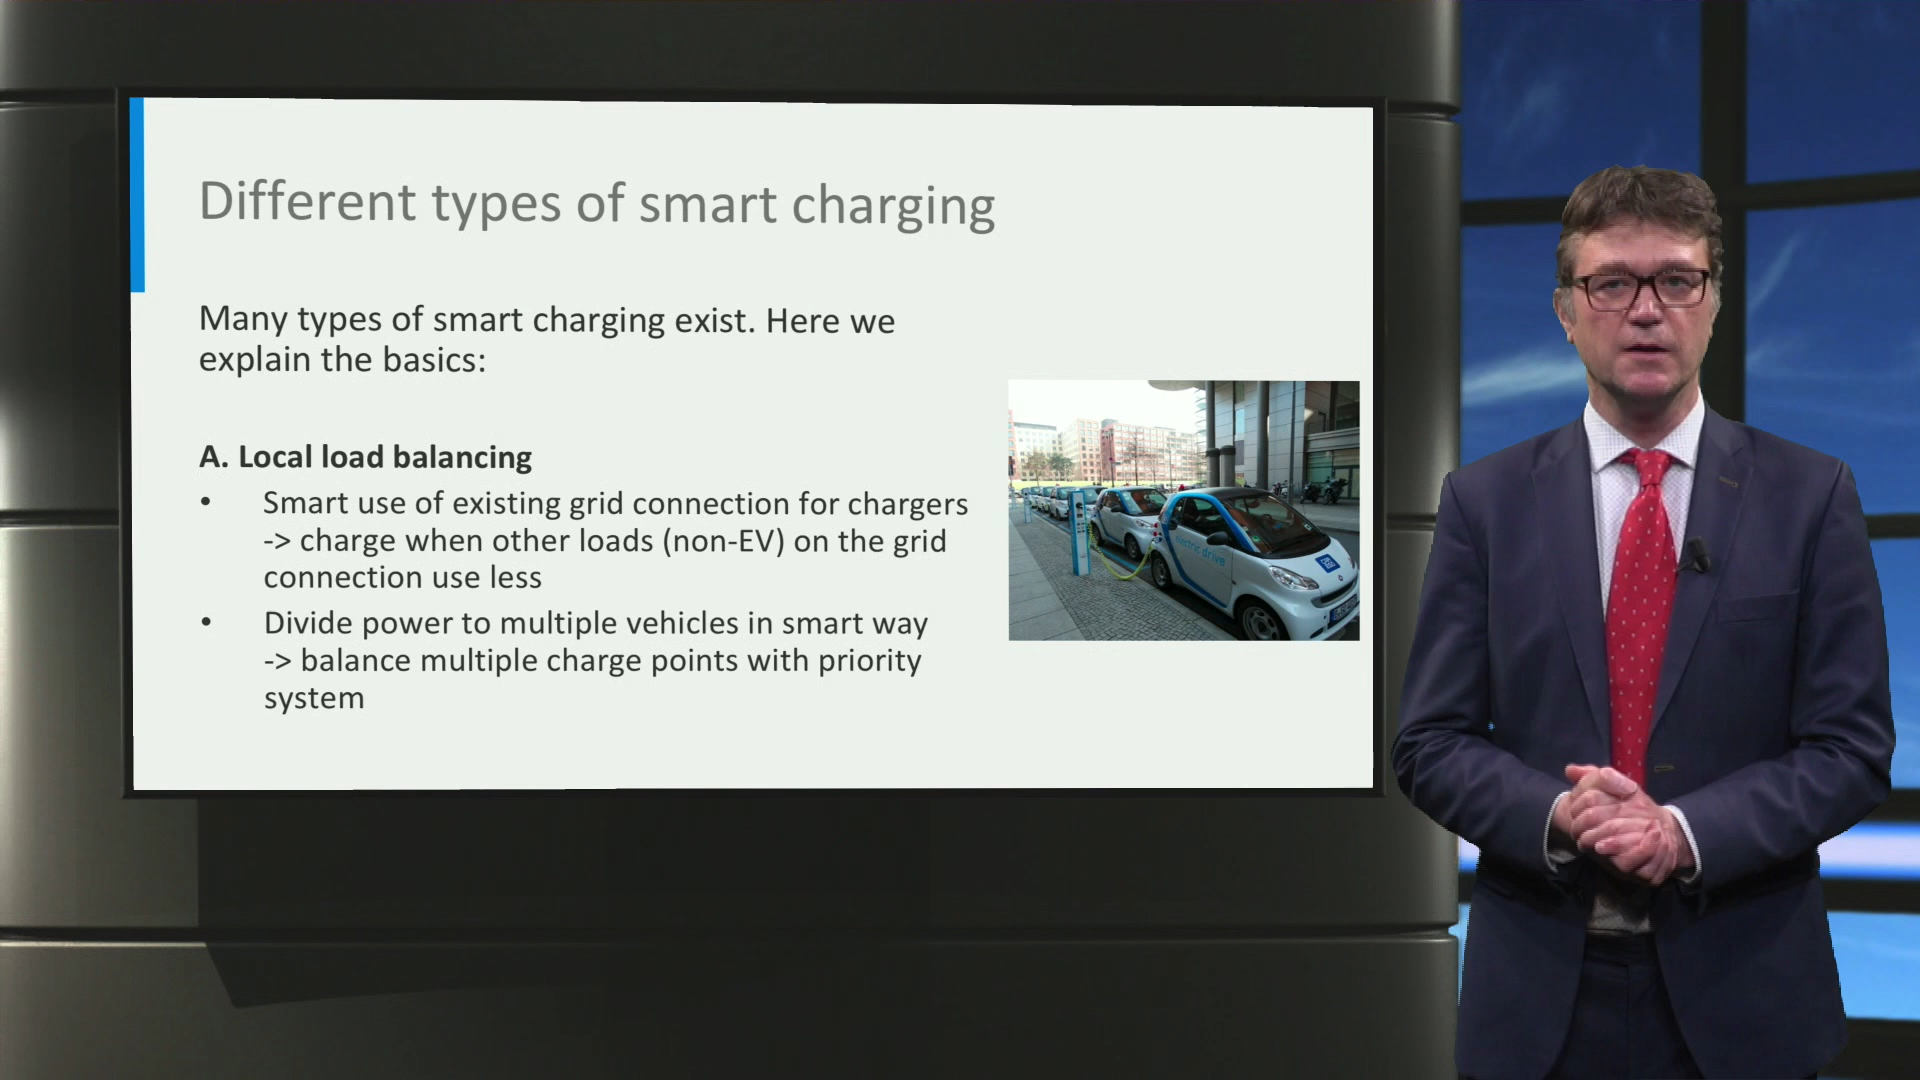 Different types of smart charging
Many types of smart charging exist. Here we
explain the basics:
A. Local load balancing
• Smart use of existing grid connection for chargers
-> charge when other loads (non-EV) on the grid
connection use less
• Divide power to multiple vehicles in smart way
-> balance multiple charge points with priority
system
electric drive